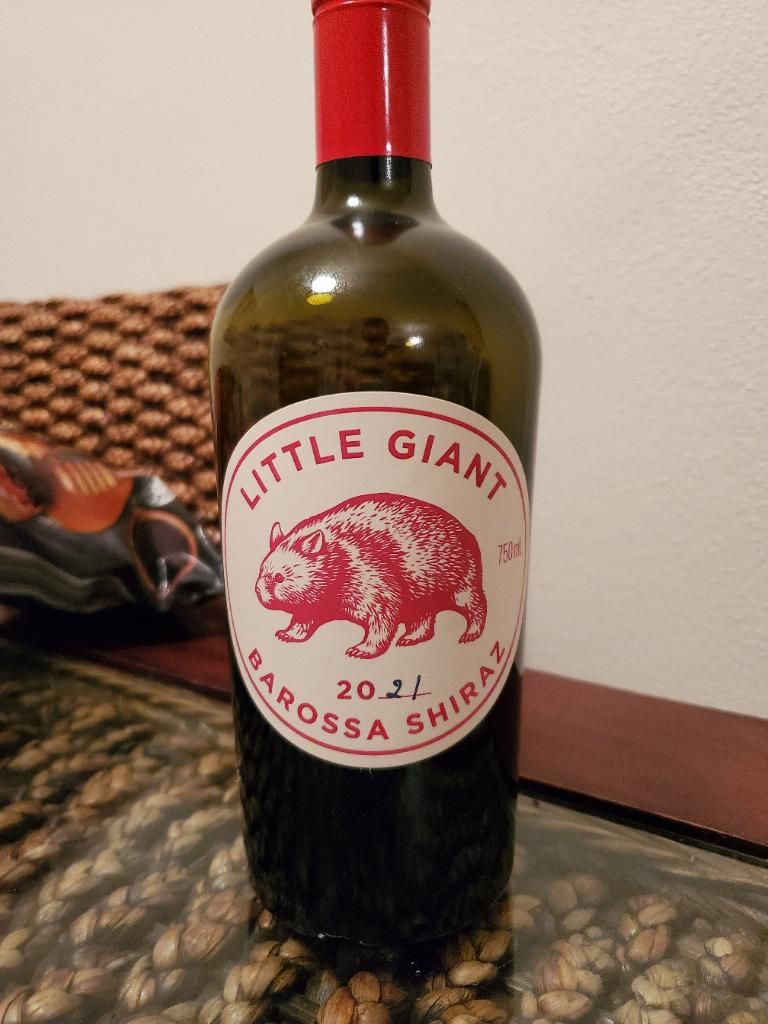 LITTLE GIANT
750ml
2021
BAROSSA SHIRAZ